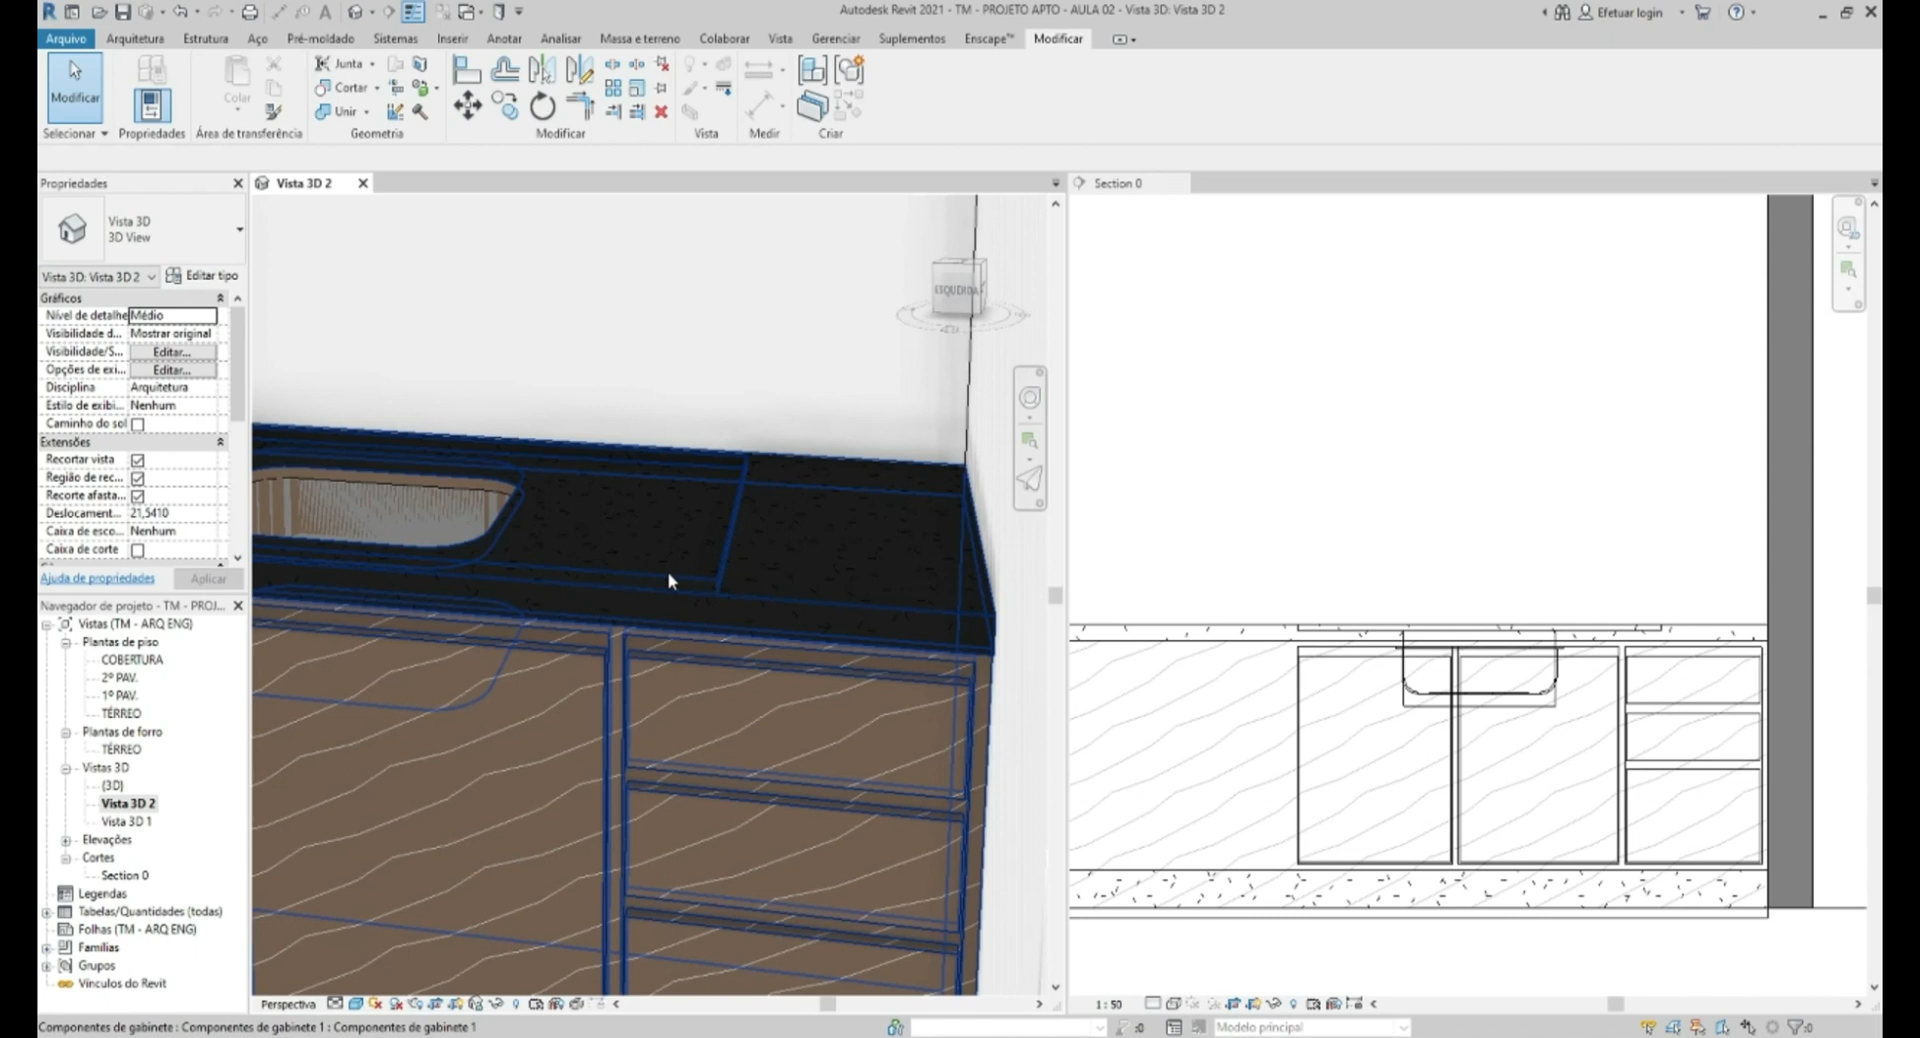 Autodesk Revit 2021 - TM - PROJETO APTO - AULA 02 - Vista 3D: Vista 3D 2
Efetuar login
Arquivo Arquitetura Estrutura Aço Pré-moldado Sistemas Inserir Anotar Analisar Massa e terreno Colaborar Vista Gerenciar Suplementos Enscape™ Modificar
Junta
Cortar
Unir
Modificar
Colar
Selecionar Propriedades Área de transferência Geometria Modificar Vista Medir Criar
Propriedades
Vista 3D 2
Section 0
Vista 3D
3D View
Vista 3D: Vista 3D 2
Editar tipo
Gráficos
Nível de detalhe Médio
Visibilidade d... Mostrar original
Visibilidade/S... Editar...
Opções de exi... Editar...
Disciplina Arquitetura
Estilo de exibi... Nenhum
Caminho do sol
Extensões
Recortar vista
Região de rec...
Recorte afasta...
Deslocament... 21,5410
Caixa de esco... Nenhum
Caixa de corte
Ajuda de propriedades Aplicar
ESQUERDA
Navegador de projeto - TM - PROJ...
Vistas (TM - ARQ ENG)
Plantas de piso
COBERTURA
2º PAV.
1º PAV.
TÉRREO
Plantas de forro
TÉRREO
Vistas 3D
{3D}
Vista 3D 2
Vista 3D 1
Elevações
Cortes
Section 0
Legendas
Tabelas/Quantidades (todas)
Folhas (TM - ARQ ENG)
Famílias
Grupos
Vínculos do Revit
Perspectiva
1 : 50
Componentes de gabinete : Componentes de gabinete 1 : Componentes de gabinete 1
:0
Modelo principal
:0